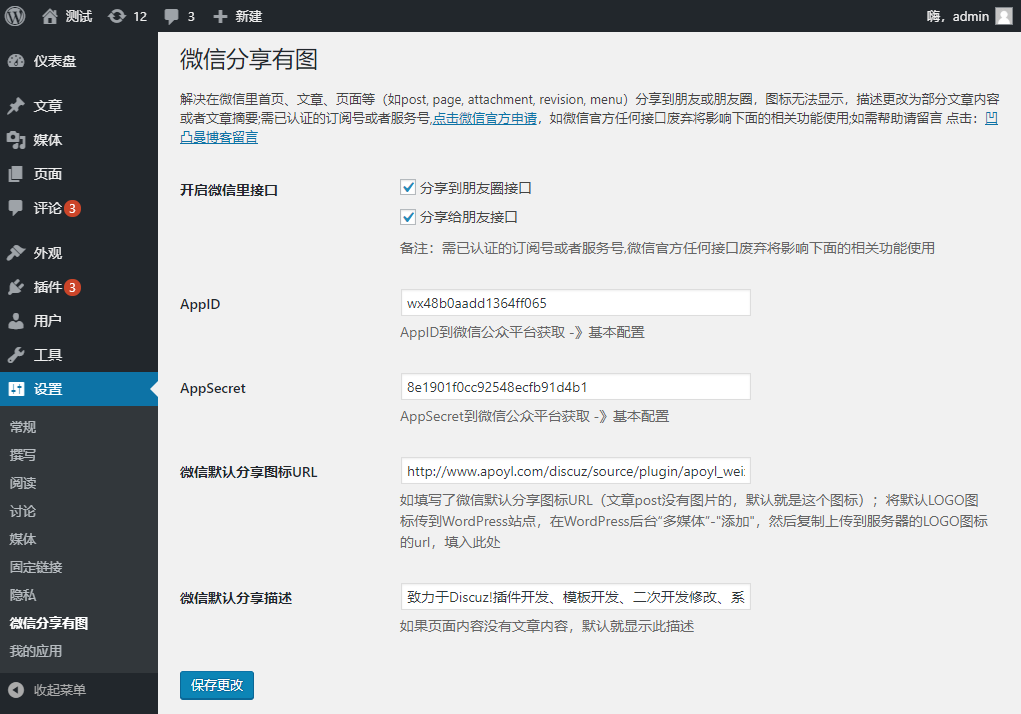 测试 12 3 新建 嗨，admin
仪表盘
文章
媒体
页面
评论 3
外观
插件 3
用户
工具
设置
常规
撰写
阅读
讨论
媒体
固定链接
隐私
微信分享有图
我的应用
收起菜单
微信分享有图
解决在微信里首页、文章、页面等（如post, page, attachment, revision, menu）分享到朋友或朋友圈，图标无法显示，描述更改为部分文章内容
或者文章摘要;需已认证的订阅号或者服务号,点击微信官方申请，如微信官方任何接口废弃将影响下面的相关功能使用;如需帮助请留言 点击：凹
凸曼博客留言
开启微信里接口
分享到朋友圈接口
分享给朋友接口
备注：需已认证的订阅号或者服务号,微信官方任何接口废弃将影响下面的相关功能使用
AppID
wx48b0aadd1364ff065
AppID到微信公众平台获取 -》基本配置
AppSecret
8e1901f0cc92548ecfb91d4b1
AppSecret到微信公众平台获取 -》基本配置
微信默认分享图标URL
http://www.apoyl.com/discuz/source/plugin/apoyl_wei
如填写了微信默认分享图标URL（文章post没有图片的，默认就是这个图标）；将默认LOGO图
标传到WordPress站点，在WordPress后台“多媒体”-"添加"，然后复制上传到服务器的LOGO图标
的url，填入此处
微信默认分享描述
致力于Discuz!插件开发、模板开发、二次开发修改、系
如果页面内容没有文章内容，默认就显示此描述
保存更改